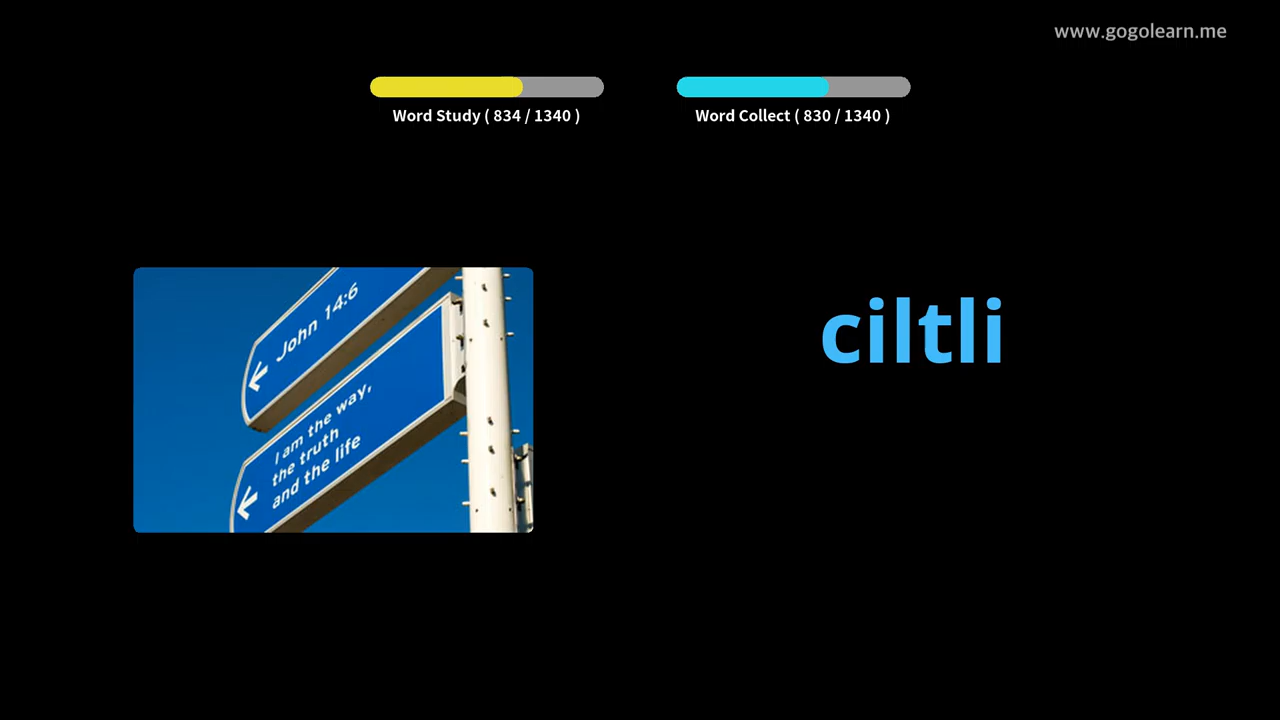 www.gogolearn.me
Word Study ( 834 / 1340 )
Word Collect ( 830 / 1340 )
John 14:6
I am the way,
the truth
and the life
ciltli